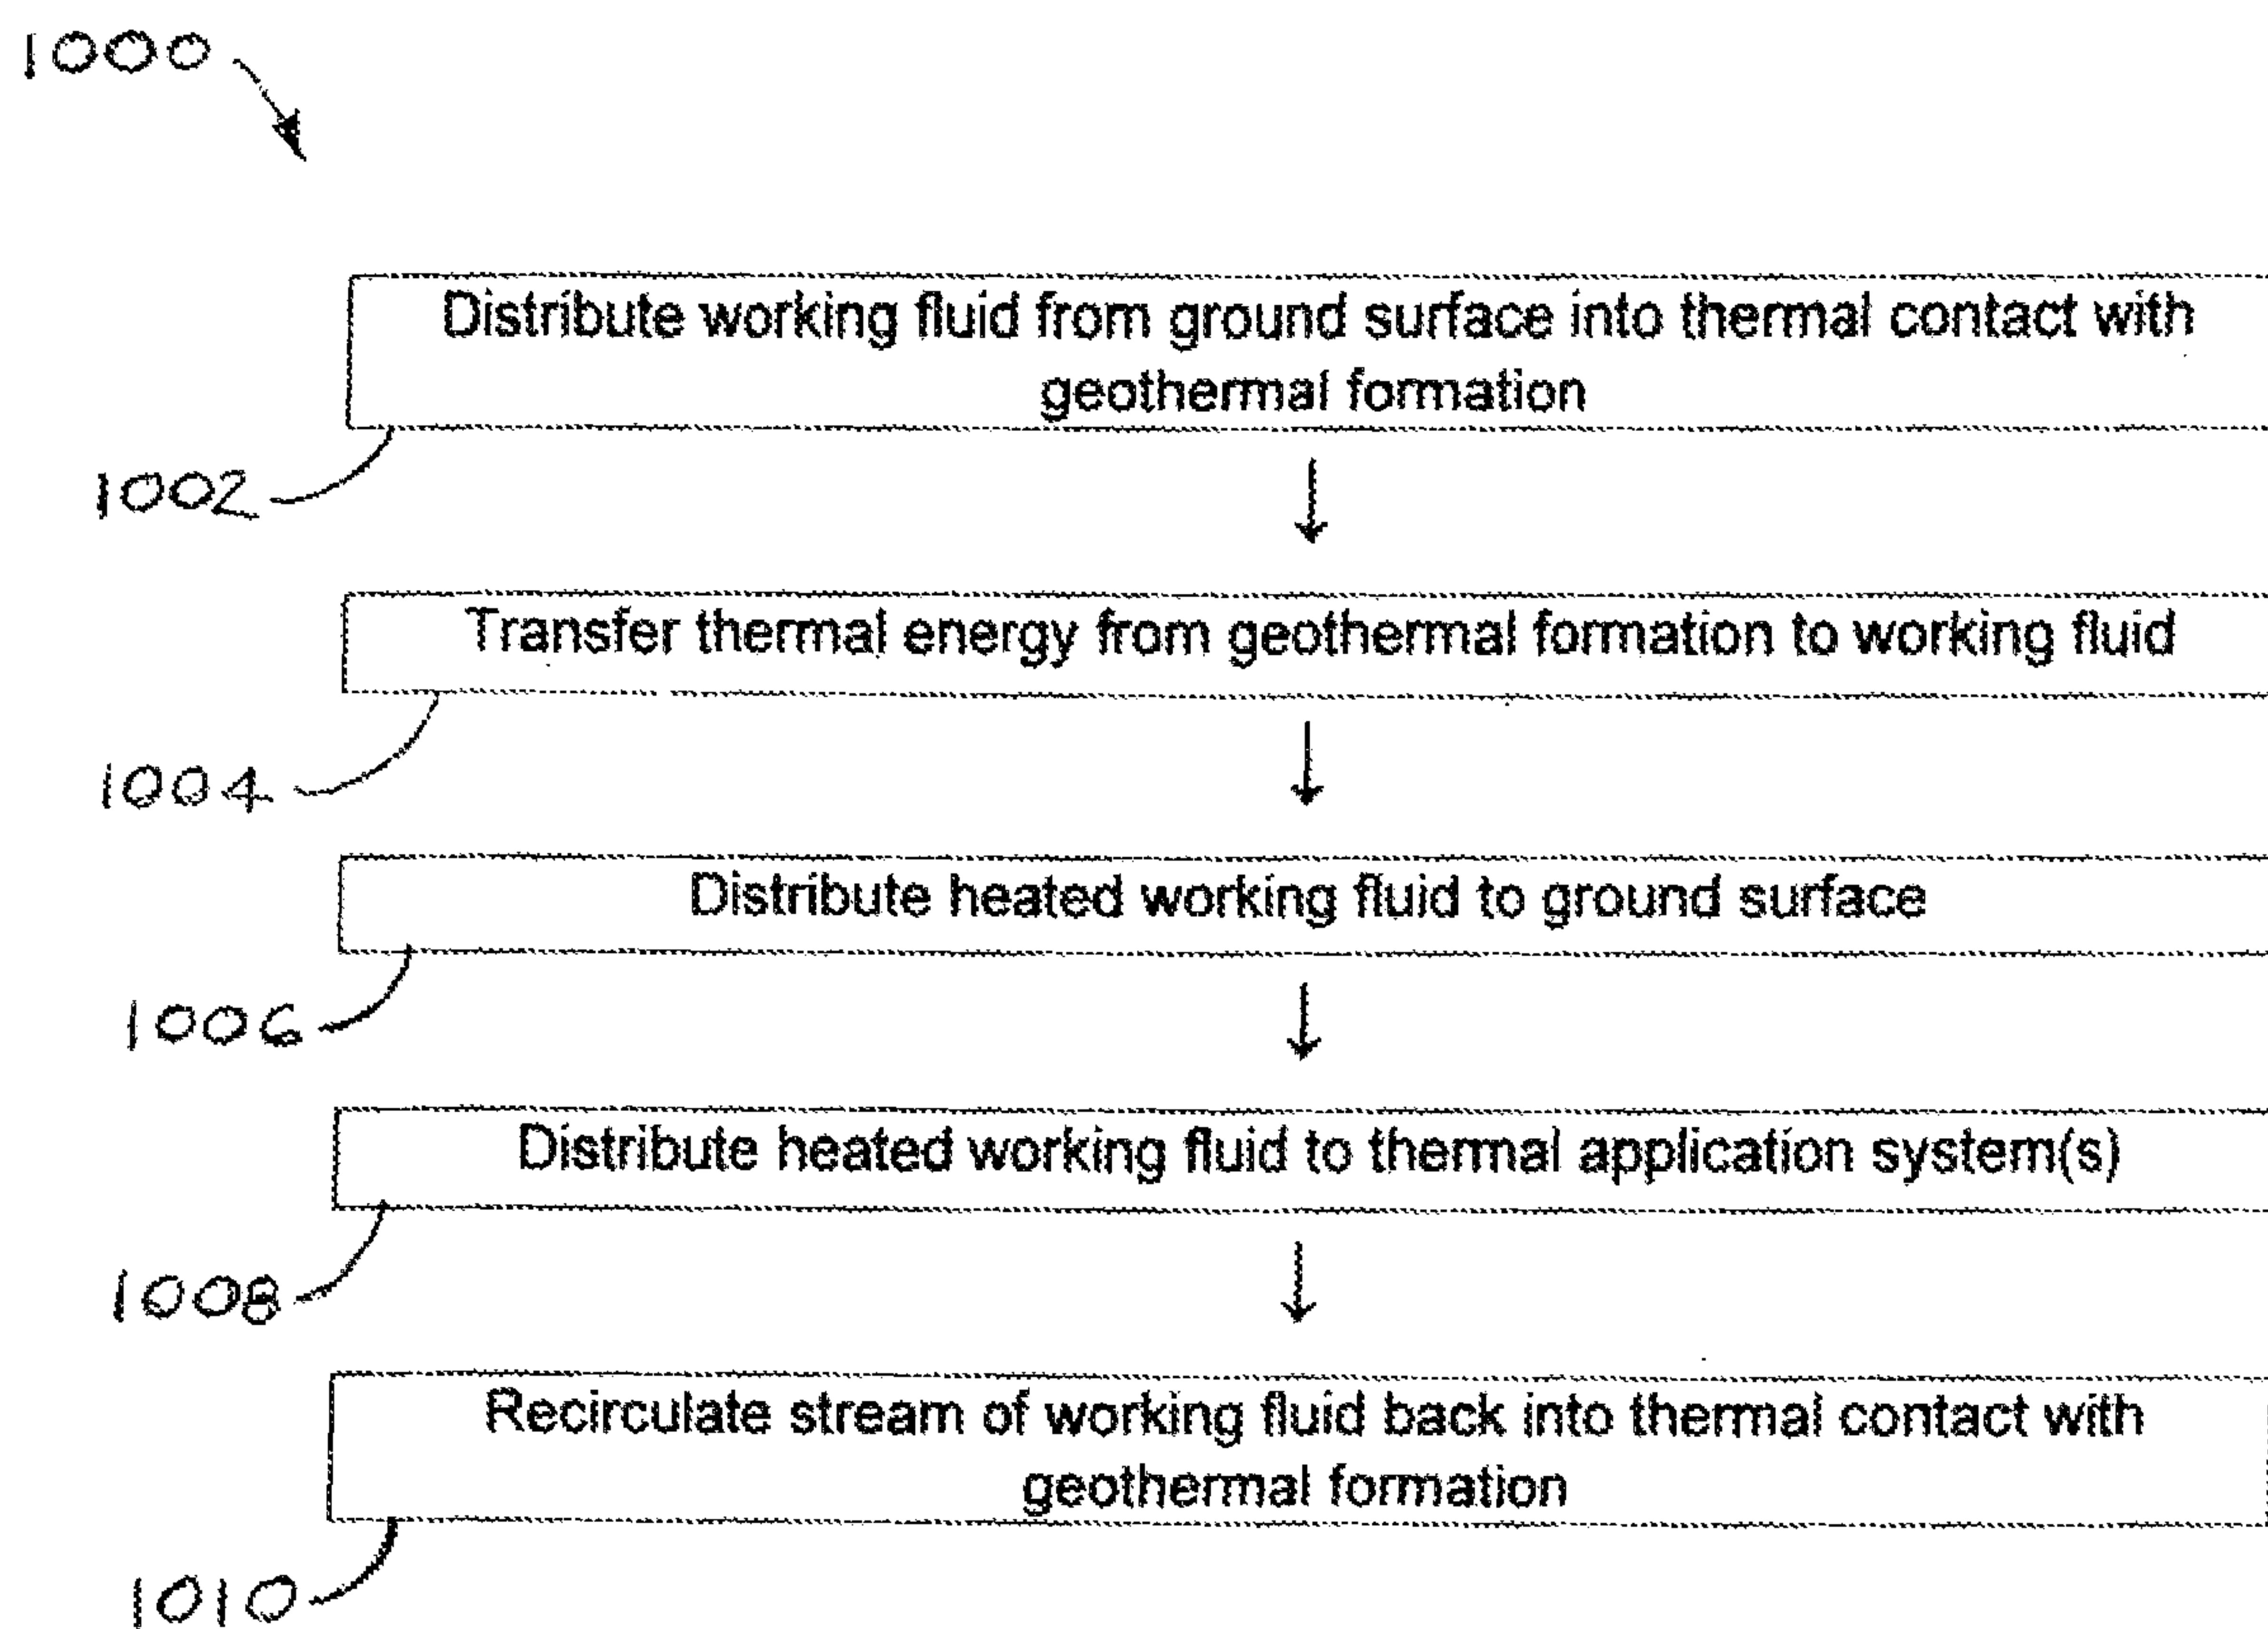 1000
Distribute working fluid from ground surface into thermal contact with
geothermal formation
1002
Transfer thermal energy from geothermal formation to working fluid
1004
Distribute heated working fluid to ground surface
1006
Distribute heated working fluid to thermal application system(s)
1008
Recirculate stream of working fluid back into thermal contact with
geothermal formation
1010